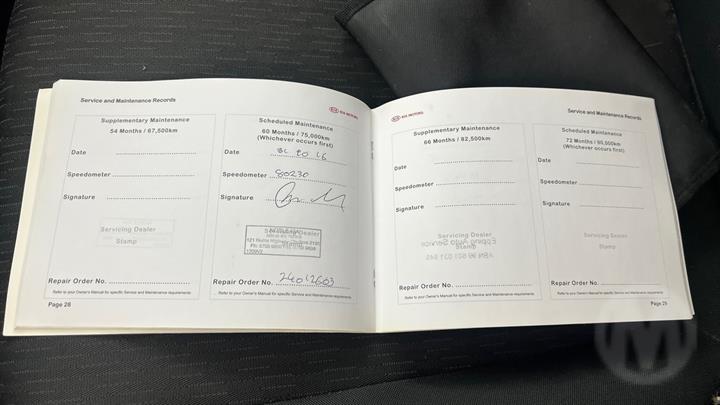 Service and Maintenance Records
KIA MOTORS
Supplementary Maintenance
54 Months / 67,500km
Date
Speedometer
Signature
Servicing Dealer
Stamp
Repair Order No.
Refer to your Owner's Manual for specific Service and Maintenance requirements
Page 28
Scheduled Maintenance
60 Months / 75,000km
(Whichever occurs first)
Date
Speedometer 80230
Signature
Servicing Dealer
Repair Order No.
Refer to your Owner's Manual for specific Service and Maintenance requirements
KIA MOTORS
Service and Maintenance Records
Supplementary Maintenance
66 Months / 82,500km
Date
Speedometer
Signature
Repair Order No.
Refer to your Owner's Manual for specific Service and Maintenance requirements
Scheduled Maintenance
72 Months / 90,000km
(Whichever occurs first)
Date
Speedometer
Signature
Servicing Dealer
Stamp
Repair Order No.
Refer to your Owner's Manual for specific Service and Maintenance requirements
Page 29
M